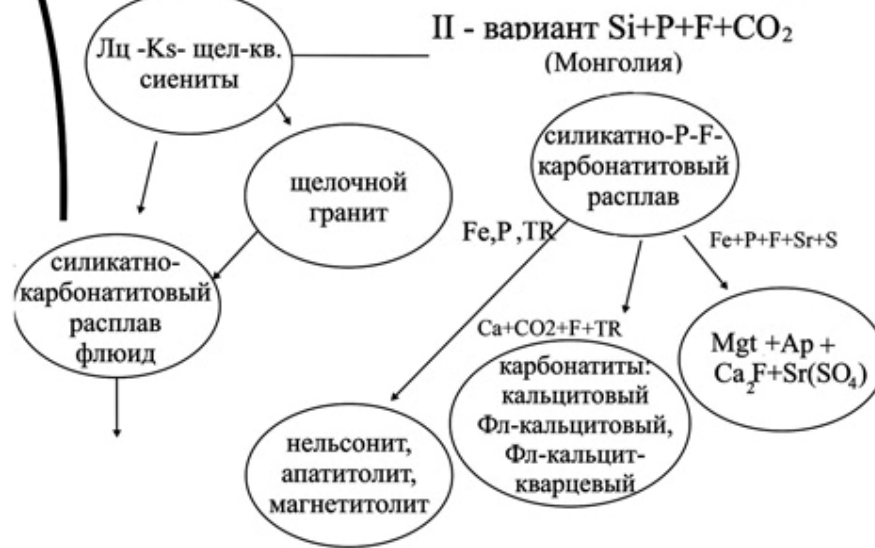 II - вариант Si+P+F+CO₂
(Монголия)
Лц -Ks- щел-кв.
сиениты
щелочной
гранит
силикатно-
карбонатитовый
расплав
флюид
силикатно-P-F-
карбонатитовый
расплав
Fe,P ,TR
Fe+P+F+Sr+S
Ca+CO2+F+TR
нельсонит,
апатитолит,
магнетитолит
карбонатиты:
кальцитовый
Фл-кальцитовый,
Фл-кальцит-
кварцевый
Mgt +Ap +
Ca₂F+Sr(SO₄)